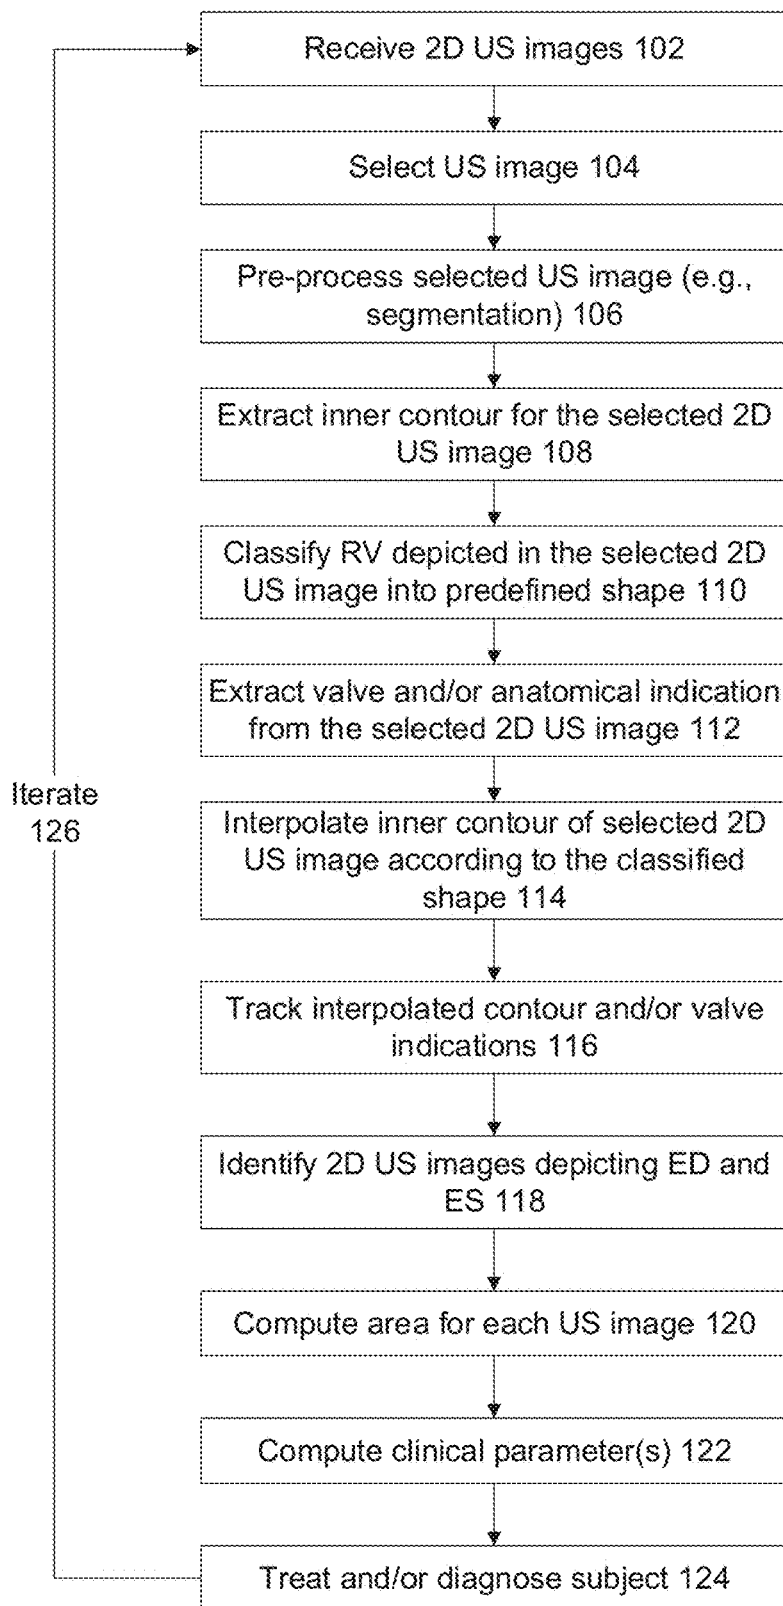 Receive 2D US images 102
Select US image 104
Pre-process selected US image (e.g.,
segmentation) 106
Extract inner contour for the selected 2D
US image 108
Classify RV depicted in the selected 2D
US image into predefined shape 110
Extract valve and/or anatomical indication
from the selected 2D US image 112
Iterate
126
Interpolate inner contour of selected 2D
US image according to the classified
shape 114
Track interpolated contour and/or valve
indications 116
Identify 2D US images depicting ED and
ES 118
Compute area for each US image 120
Compute clinical parameter(s) 122
Treat and/or diagnose subject 124